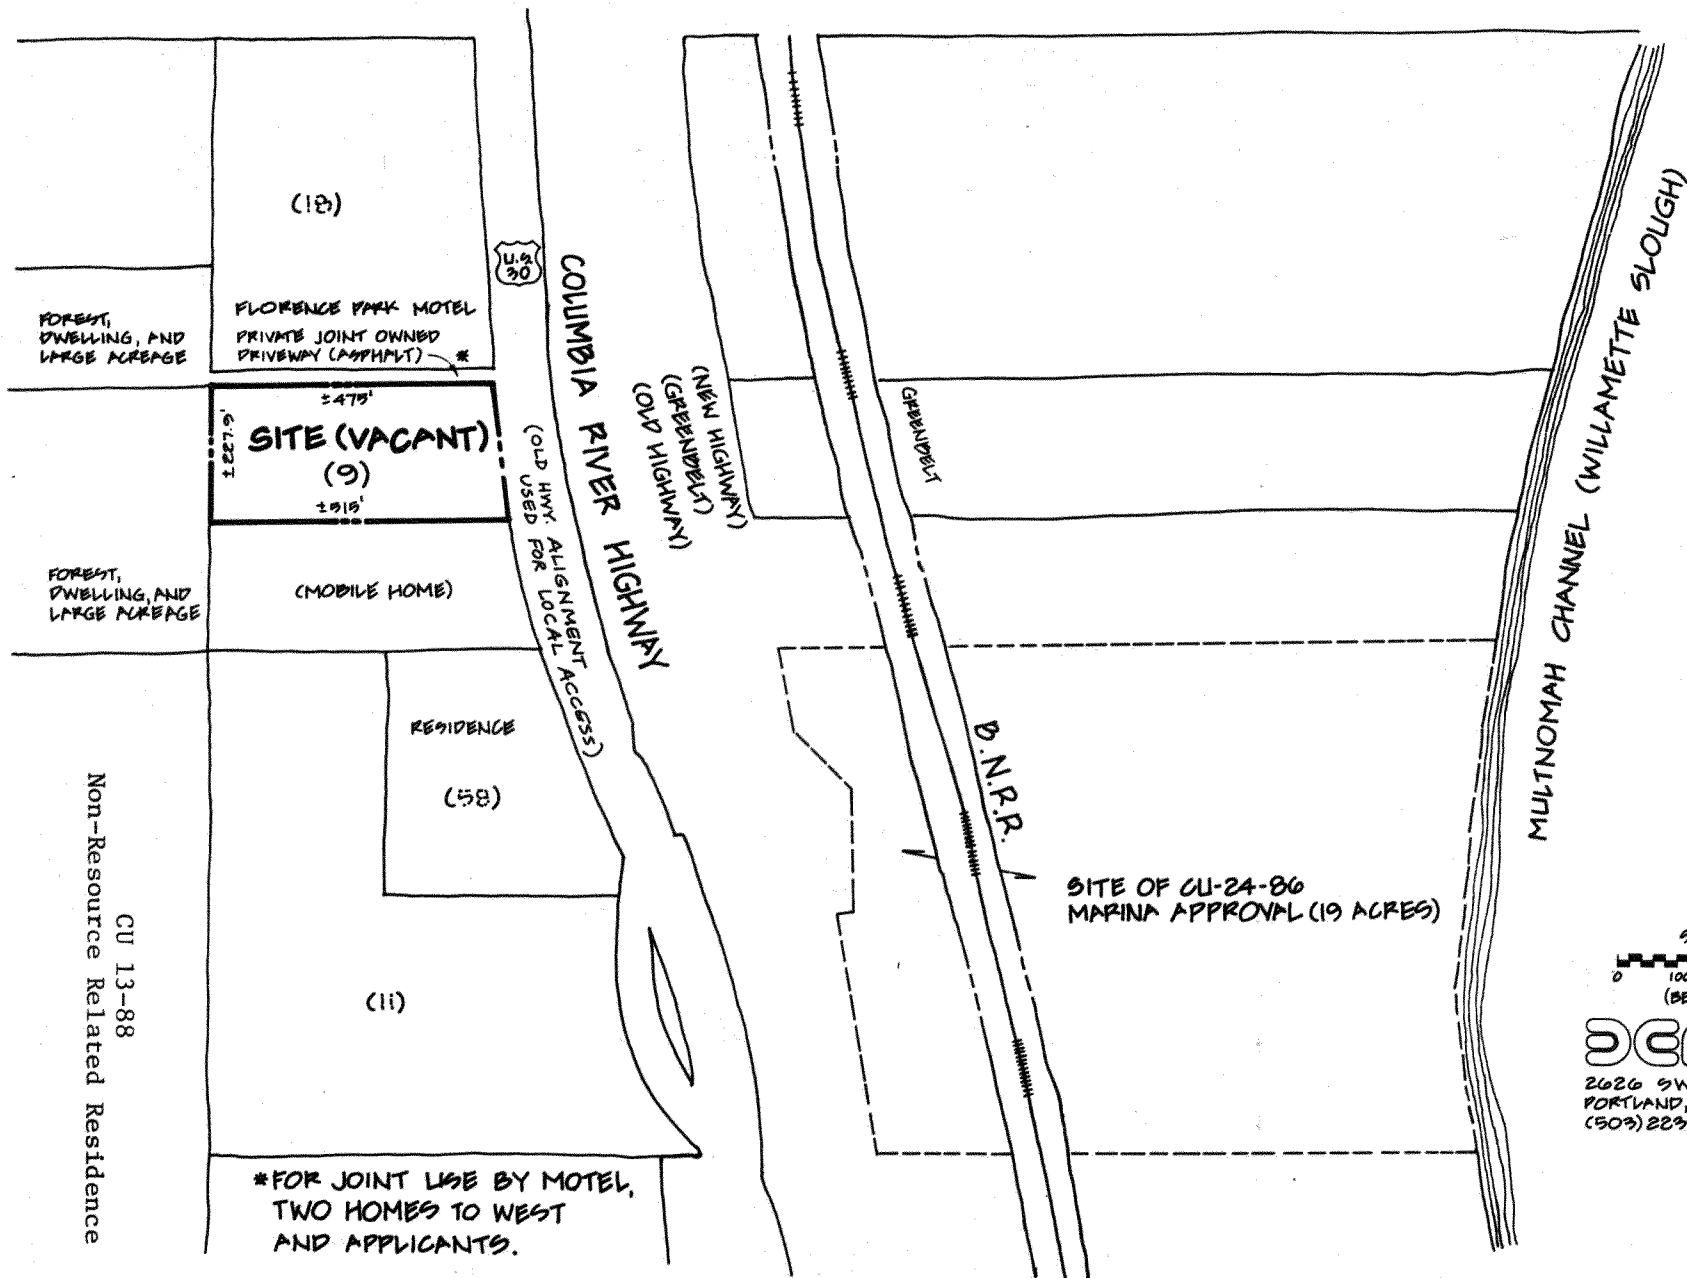 (18)
U.S.
30
FLORENCE PARK MOTEL
PRIVATE JOINT OWNED
DRIVEWAY (ASPHALT) *
FOREST,
DWELLING, AND
LARGE ACREAGE
±475'
SITE (VACANT)
(9)
±515'
FOREST,
DWELLING, AND
LARGE ACREAGE
(MOBILE HOME)
RESIDENCE
(58)
(11)
COLUMBIA RIVER HIGHWAY
(OLD HWY. ALIGNMENT
USED FOR LOCAL ACCESS)
(NEW HIGHWAY)
(GREENBELT)
(OLD HIGHWAY)
GREENBELT
B.N.R.R.
MULTNOMAH CHANNEL (WILLAMETTE SLOUGH)
SITE OF CU-24-86
MARINA APPROVAL (19 ACRES)
0
2626 SW
PORTLAND,
(503) 223
*FOR JOINT USE BY MOTEL,
TWO HOMES TO WEST
AND APPLICANTS.
CU 13-88
Non-Resource Related Residence